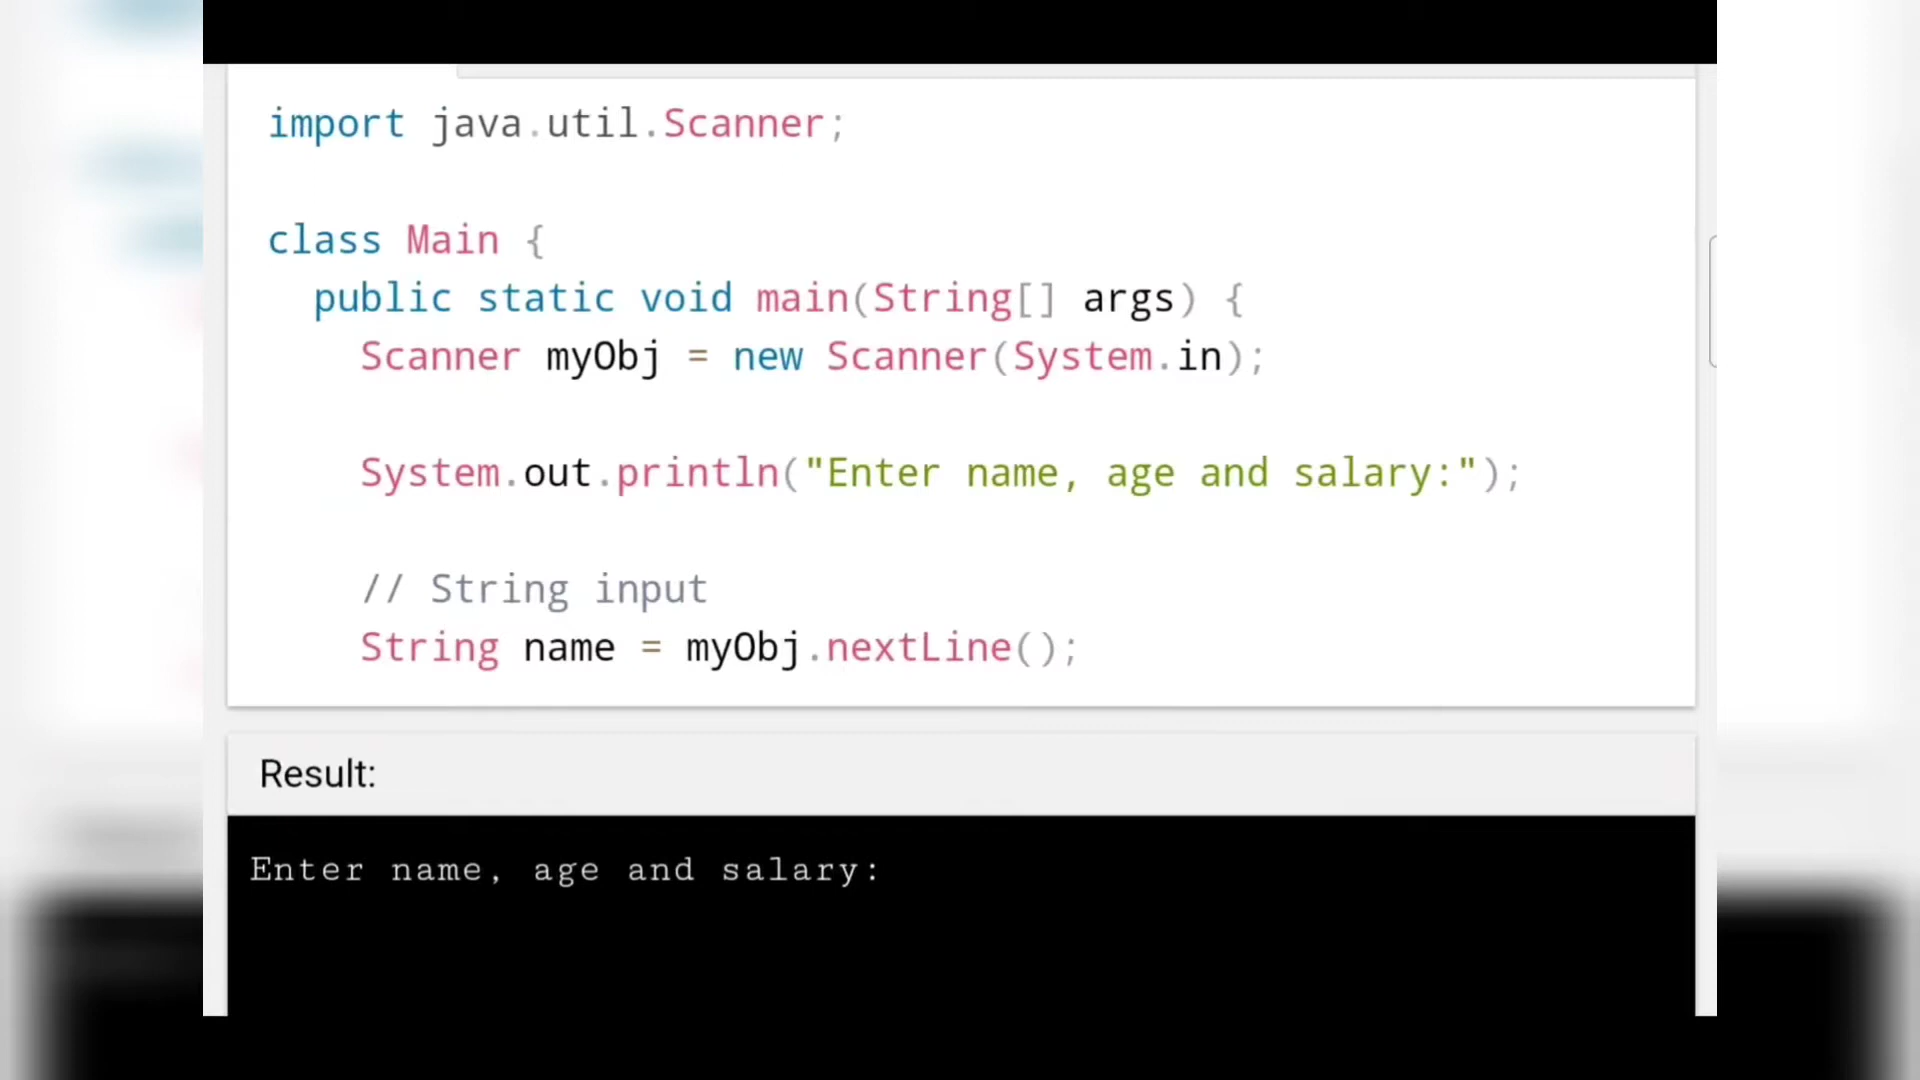 import java.util.Scanner;
class Main {
public static void main(String[] args) {
Scanner myObj = new Scanner(System.in);
System.out.println("Enter name, age and salary:");
// String input
String name = myObj.nextLine();
Result:
Enter name, age and salary: